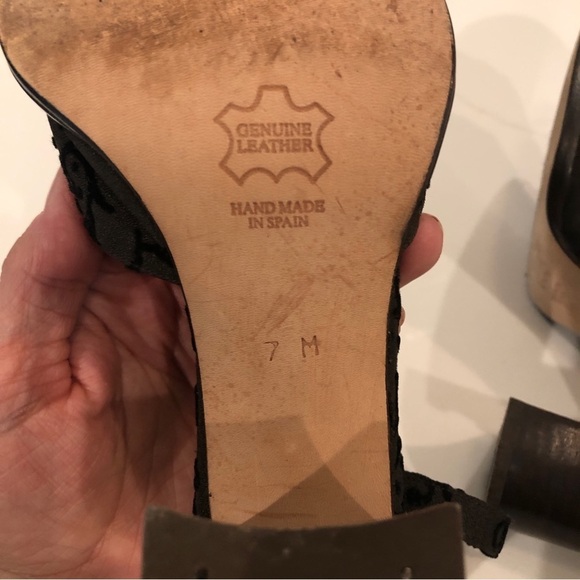 GENUINE
LEATHER
HAND MADE
IN SPAIN
7 M